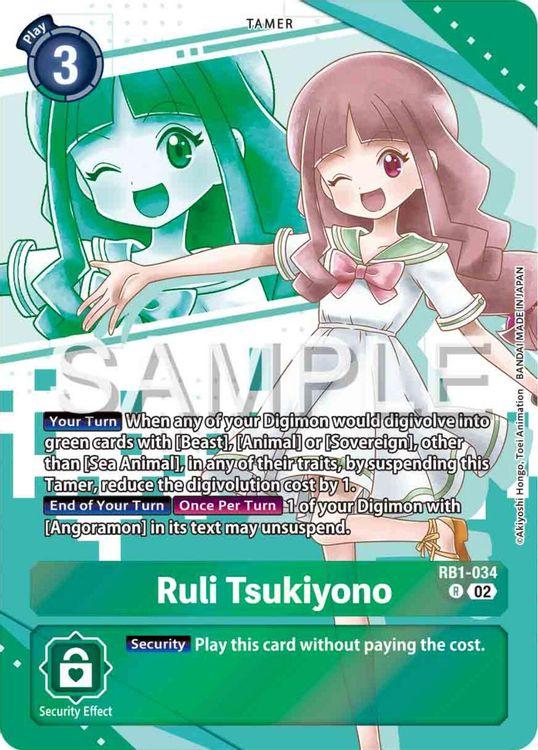 TAMER
Play
3
SAMPLE
Your Turn When any of your Digimon would digivolve into
green cards with [Beast], [Animal] or [Sovereign], other
than [Sea Animal], in any of their traits, by suspending this
Tamer, reduce the digivolution cost by 1.
End of Your Turn Once Per Turn 1 of your Digimon with
[Angoramon] in its text may unsuspend.
©Akiyoshi Hongo, Toei Animation BANDAI MADE IN JAPAN
RB1-034
Ruli Tsukiyono
R 02
Security Play this card without paying the cost.
Security Effect